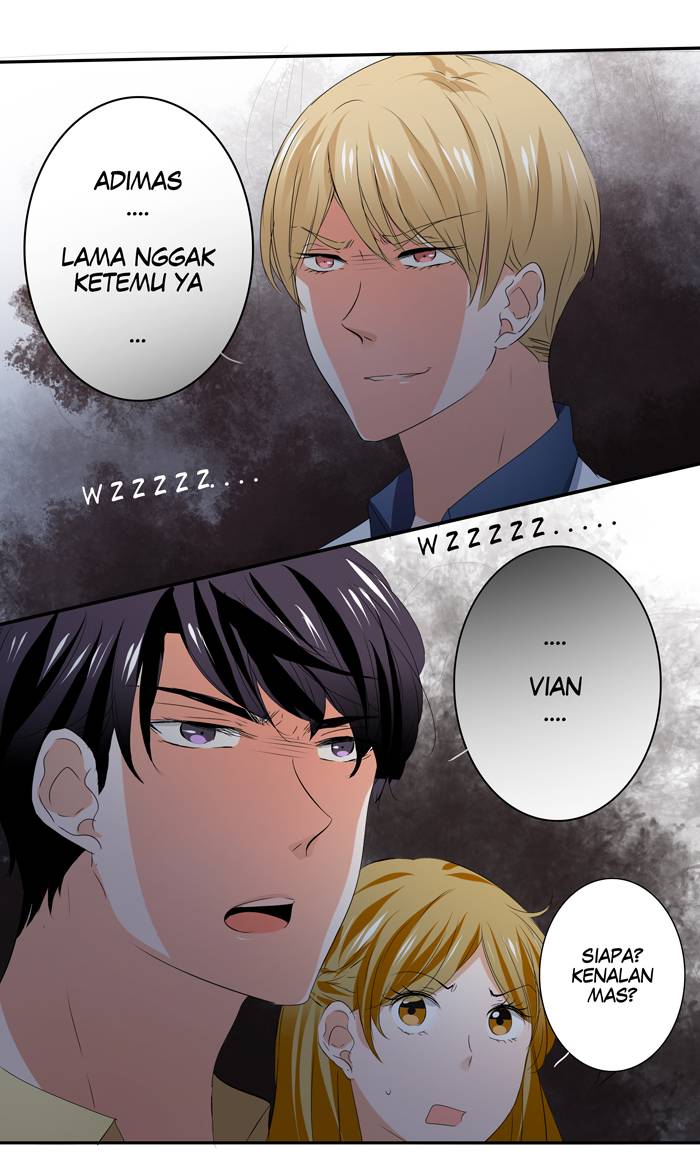 ADIMAS
....
LAMA NGGAK
KETEMU YA
...
WZZZZZ....
WZZZZZ.....
....
VIAN
....
SIAPA?
KENALAN
MAS?